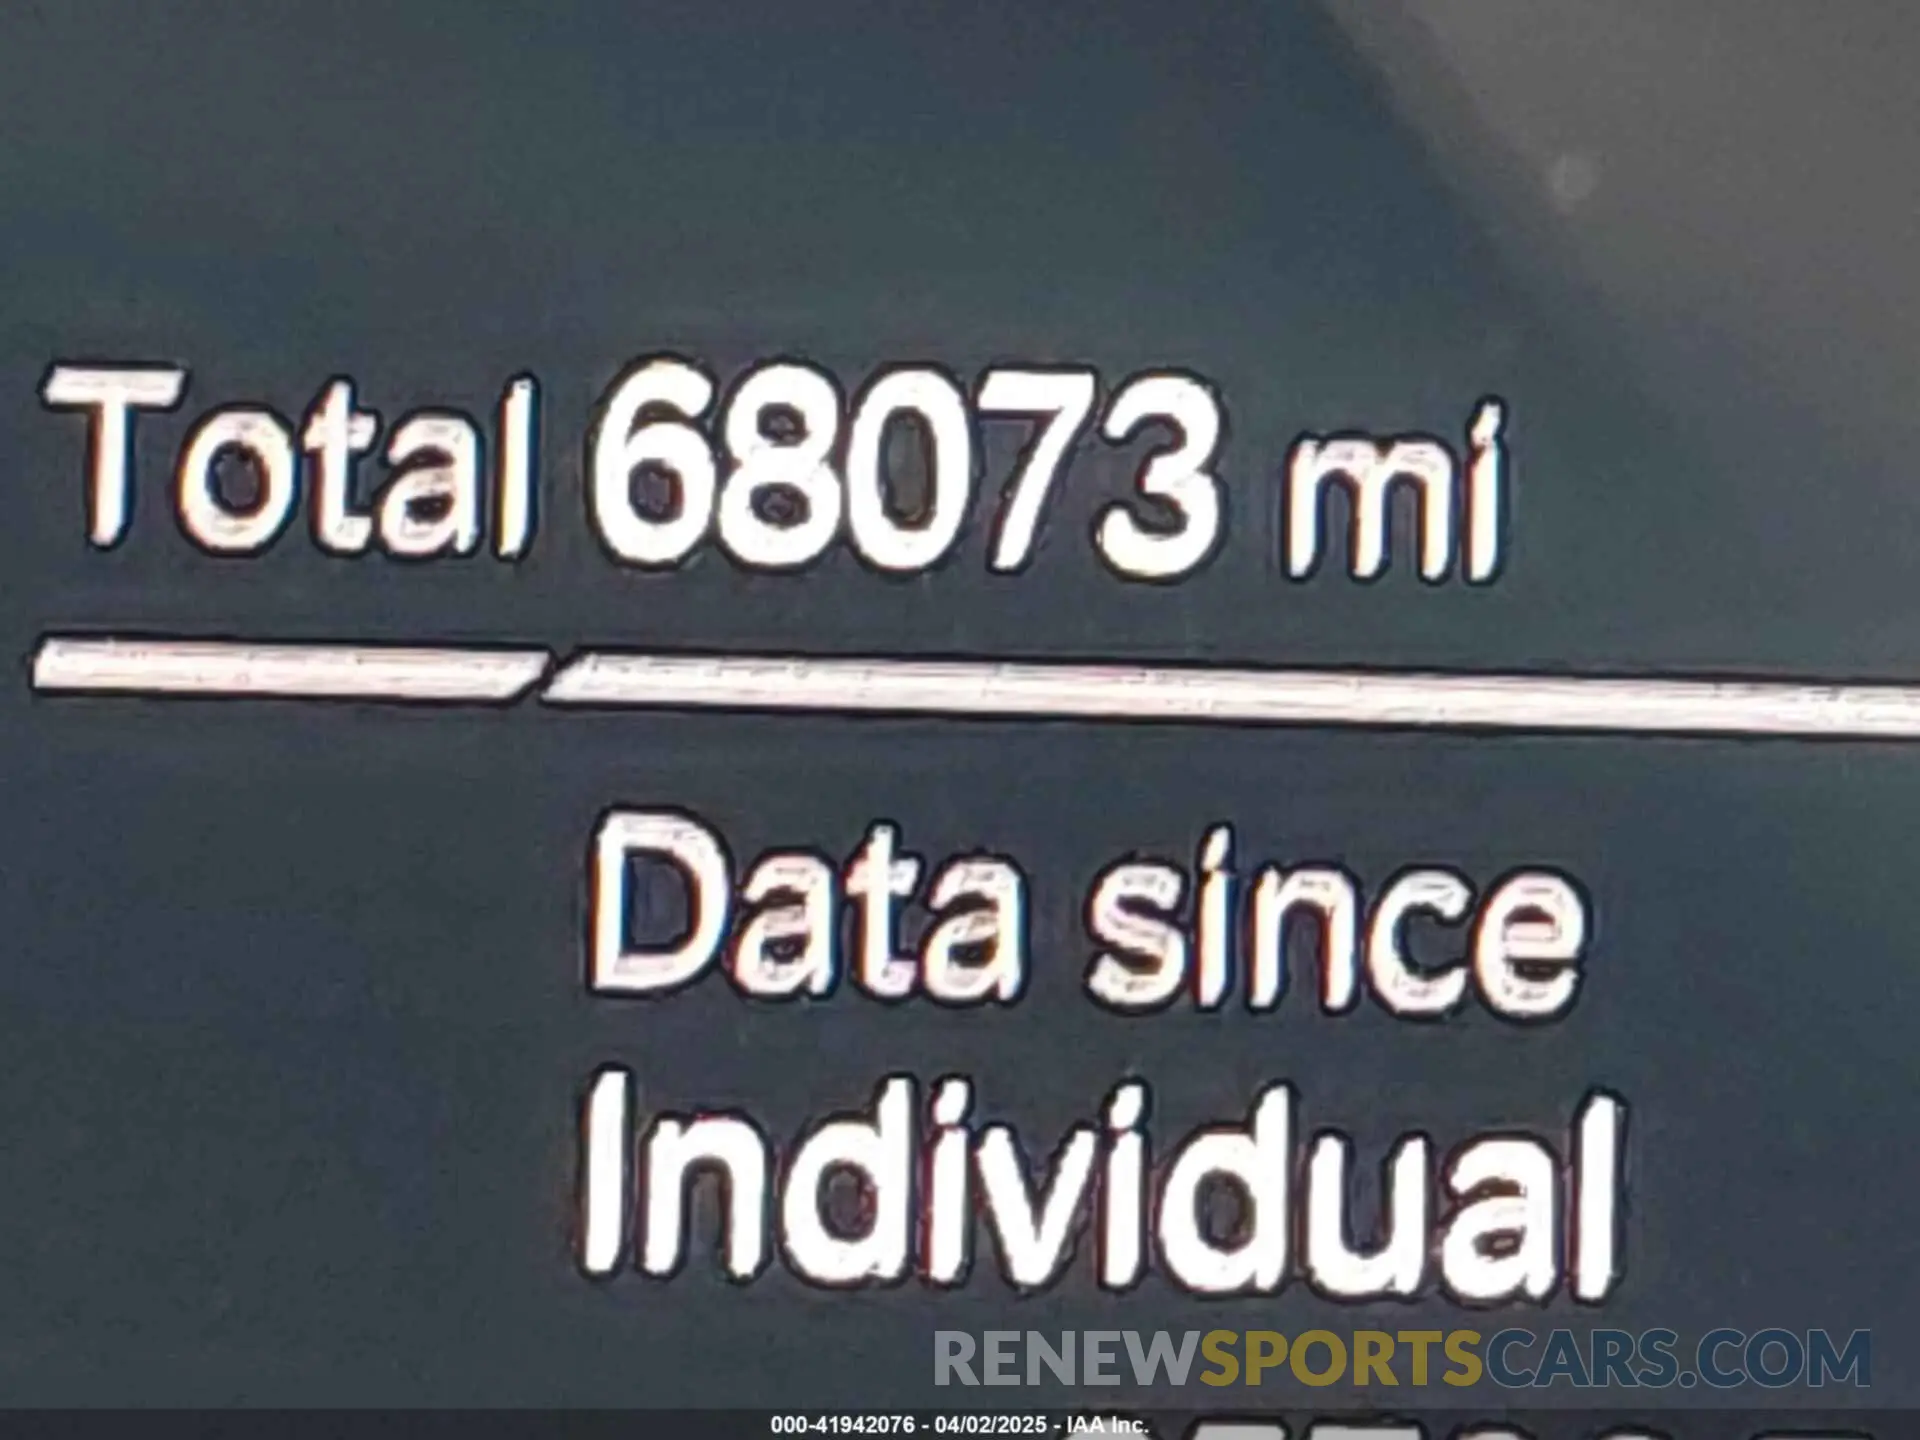 Total 68073 mi
Data since
Individual
RENEWSPORTSCARS.COM
000-41942076 - 04/02/2025 - IAA Inc.